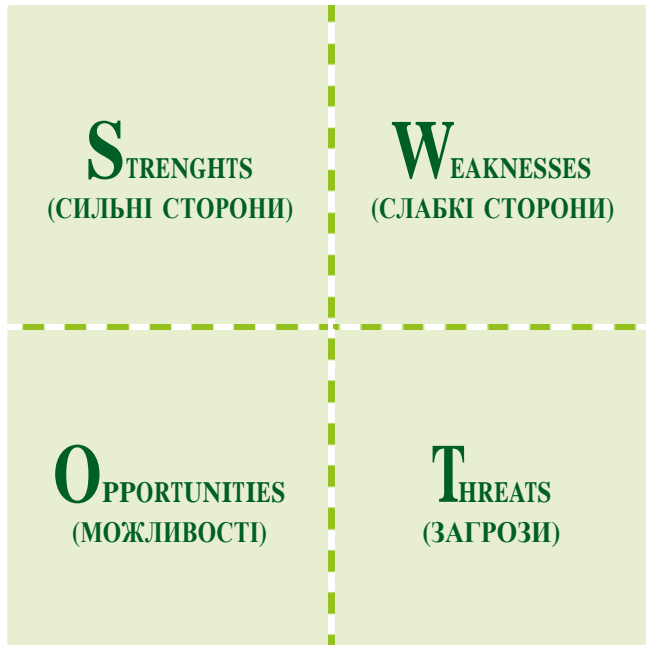 STRENGHTS
(СИЛЬНІ СТОРОНИ)
WEAKNESSES
(СЛАБКІ СТОРОНИ)
OPPORTUNITIES
(МОЖЛИВОСТІ)
THREATS
(ЗАГРОЗИ)